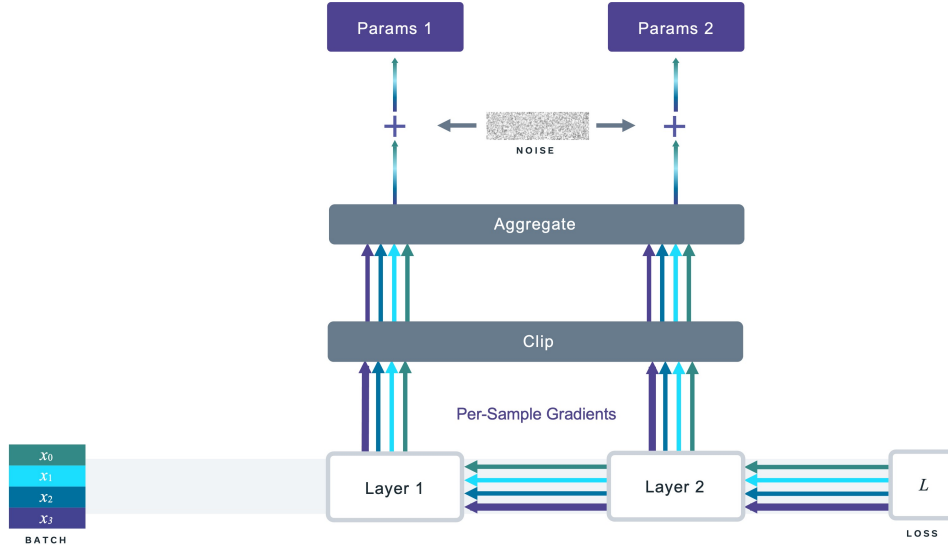 Params 1
Params 2
NOISE
Aggregate
Clip
Per-Sample Gradients
x₀
x₁
x₂
x₃
BATCH
Layer 1
Layer 2
L
LOSS